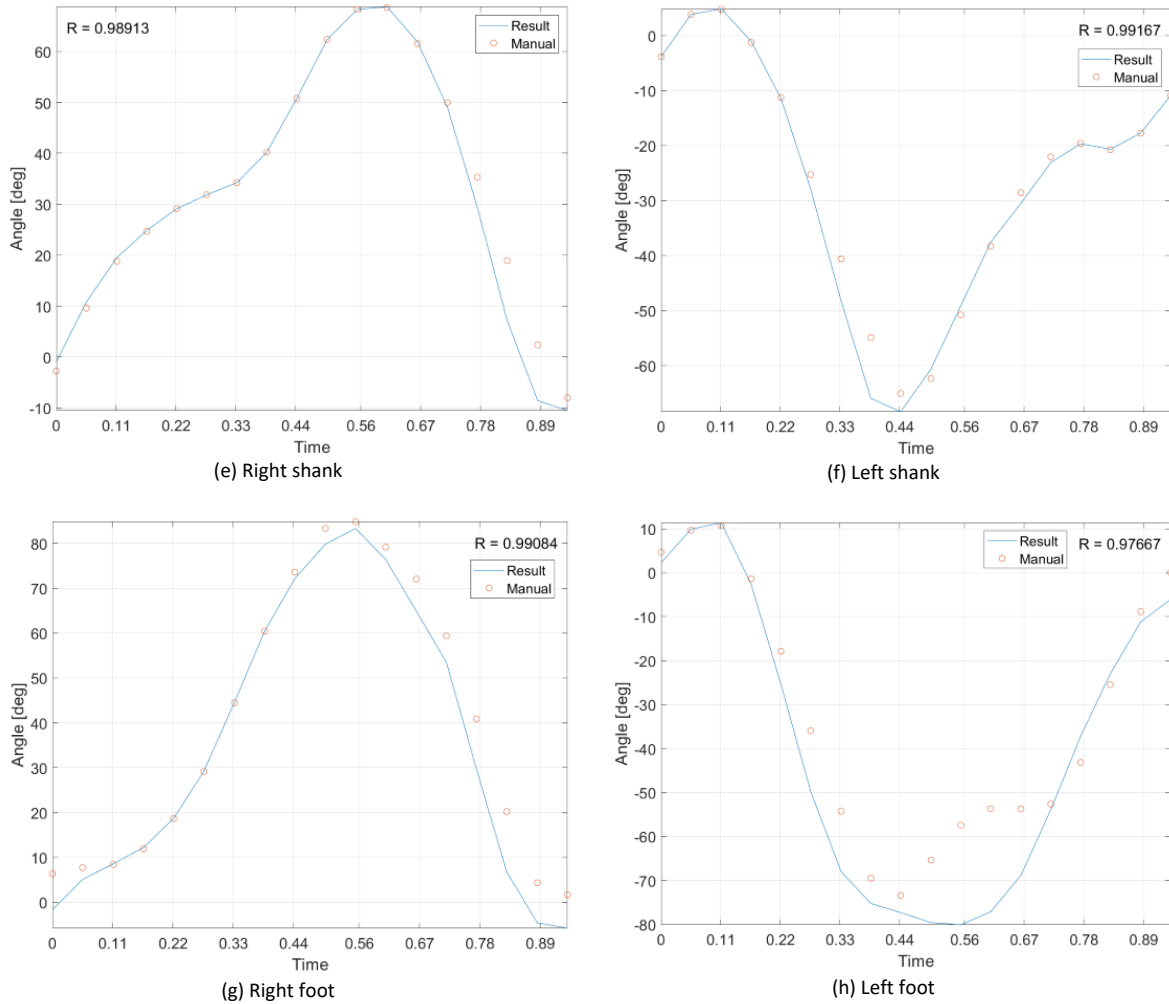 R = 0.98913
Result
Manual
60
50
40
30
20
10
0
-10
Angle [deg]
0 0.11 0.22 0.33 0.44 0.56 0.67 0.78 0.89
Time
(e) Right shank
R = 0.99167
Result
Manual
0
-10
-20
-30
-40
-50
-60
Angle [deg]
0 0.11 0.22 0.33 0.44 0.56 0.67 0.78 0.89
Time
(f) Left shank
R = 0.99084
Result
Manual
80
70
60
50
40
30
20
10
0
Angle [deg]
0 0.11 0.22 0.33 0.44 0.56 0.67 0.78 0.89
Time
(g) Right foot
R = 0.97667
Result
Manual
10
0
-10
-20
-30
-40
-50
-60
-70
-80
Angle [deg]
0 0.11 0.22 0.33 0.44 0.56 0.67 0.78 0.89
Time
(h) Left foot